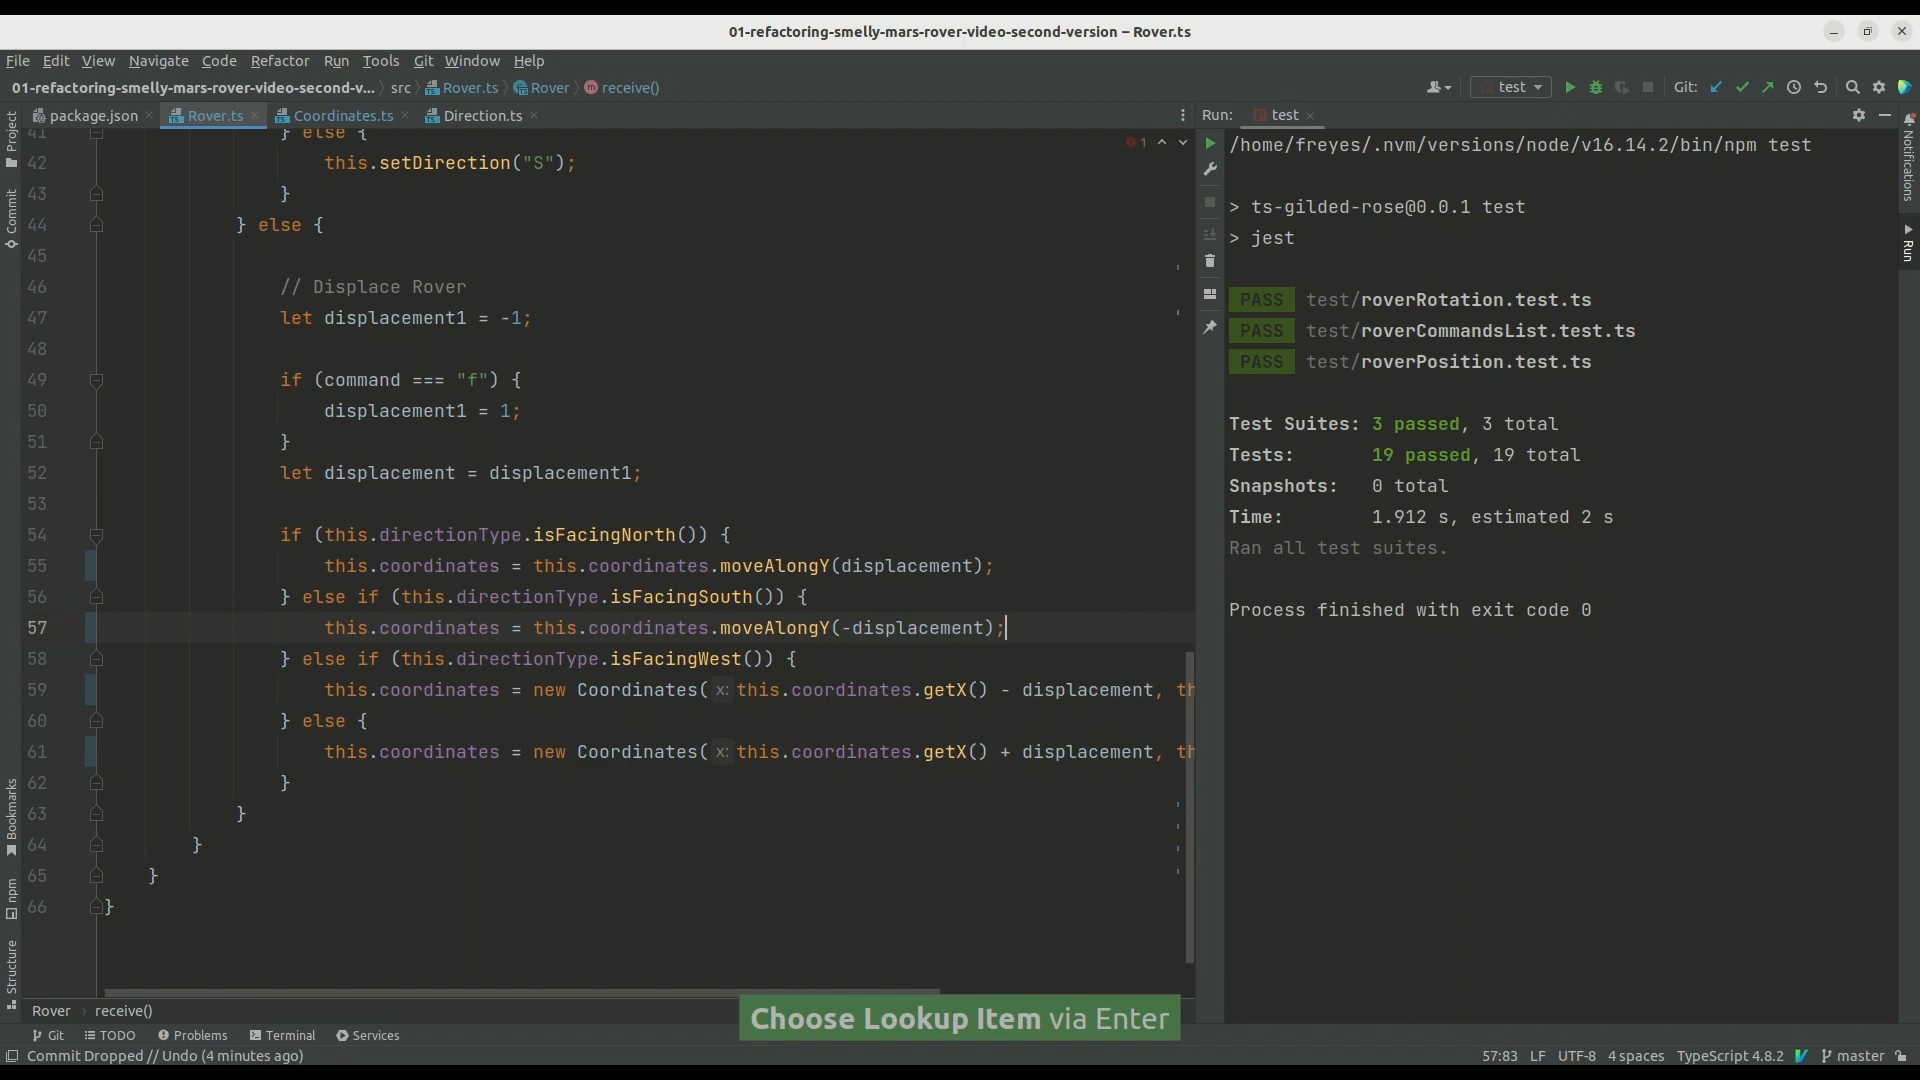 01-refactoring-smelly-mars-rover-video-second-version – Rover.ts
File Edit View Navigate Code Refactor Run Tools Git Window Help
01-refactoring-smelly-mars-rover-video-second-v... src Rover.ts Rover receive()
test Git:
package.json Rover.ts Coordinates.ts Direction.ts
Run: test
Project
Commit
Bookmarks
npm
Structure
Notifications
Run
1
41 } else {
42 this.setDirection("S");
43 }
44 } else {
45
46 // Displace Rover
47 let displacement1 = -1;
48
49 if (command === "f") {
50 displacement1 = 1;
51 }
52 let displacement = displacement1;
53
54 if (this.directionType.isFacingNorth()) {
55 this.coordinates = this.coordinates.moveAlongY(displacement);
56 } else if (this.directionType.isFacingSouth()) {
57 this.coordinates = this.coordinates.moveAlongY(-displacement);
58 } else if (this.directionType.isFacingWest()) {
59 this.coordinates = new Coordinates( x: this.coordinates.getX() - displacement, th
60 } else {
61 this.coordinates = new Coordinates( x: this.coordinates.getX() + displacement, th
62 }
63 }
64 }
65 }
66 }
/home/freyes/.nvm/versions/node/v16.14.2/bin/npm test
> ts-gilded-rose@0.0.1 test
> jest
PASS test/roverRotation.test.ts
PASS test/roverCommandsList.test.ts
PASS test/roverPosition.test.ts
Test Suites: 3 passed, 3 total
Tests: 19 passed, 19 total
Snapshots: 0 total
Time: 1.912 s, estimated 2 s
Ran all test suites.
Process finished with exit code 0
Rover receive()
Choose Lookup Item via Enter
Git TODO Problems Terminal Services
Commit Dropped // Undo (4 minutes ago)
57:83 LF UTF-8 4 spaces TypeScript 4.8.2 master